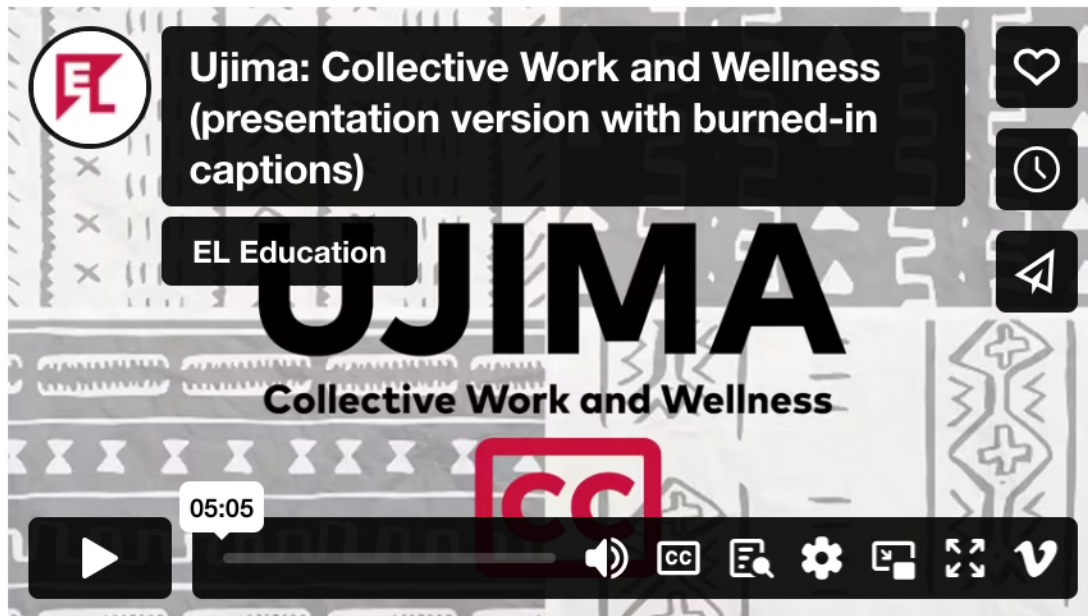 EL
Ujima: Collective Work and Wellness
(presentation version with burned-in
captions)
EL Education
UJIMA
Collective Work and Wellness
CC
05:05
CC